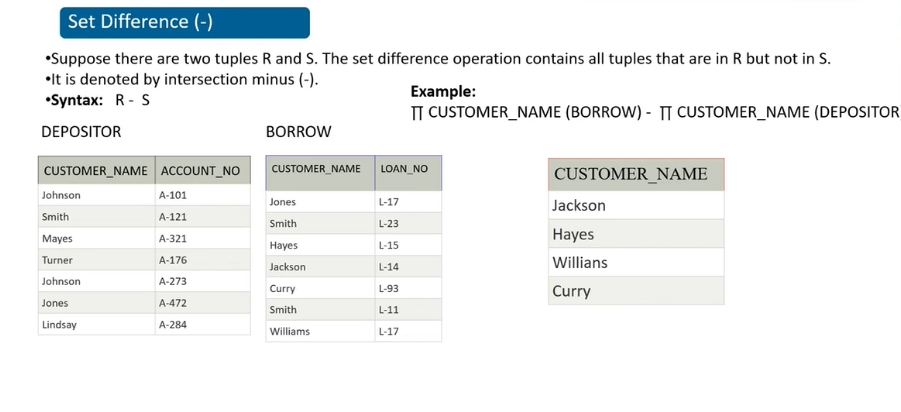 Set Difference (-)
•Suppose there are two tuples R and S. The set difference operation contains all tuples that are in R but not in S.
•It is denoted by intersection minus (-).
•Syntax: R - S
Example:
∏ CUSTOMER_NAME (BORROW) - ∏ CUSTOMER_NAME (DEPOSITOR
DEPOSITOR
CUSTOMER_NAME ACCOUNT_NO
Johnson A-101
Smith A-121
Mayes A-321
Turner A-176
Johnson A-273
Jones A-472
Lindsay A-284
BORROW
CUSTOMER_NAME LOAN_NO
Jones L-17
Smith L-23
Hayes L-15
Jackson L-14
Curry L-93
Smith L-11
Williams L-17
CUSTOMER_NAME
Jackson
Hayes
Willians
Curry